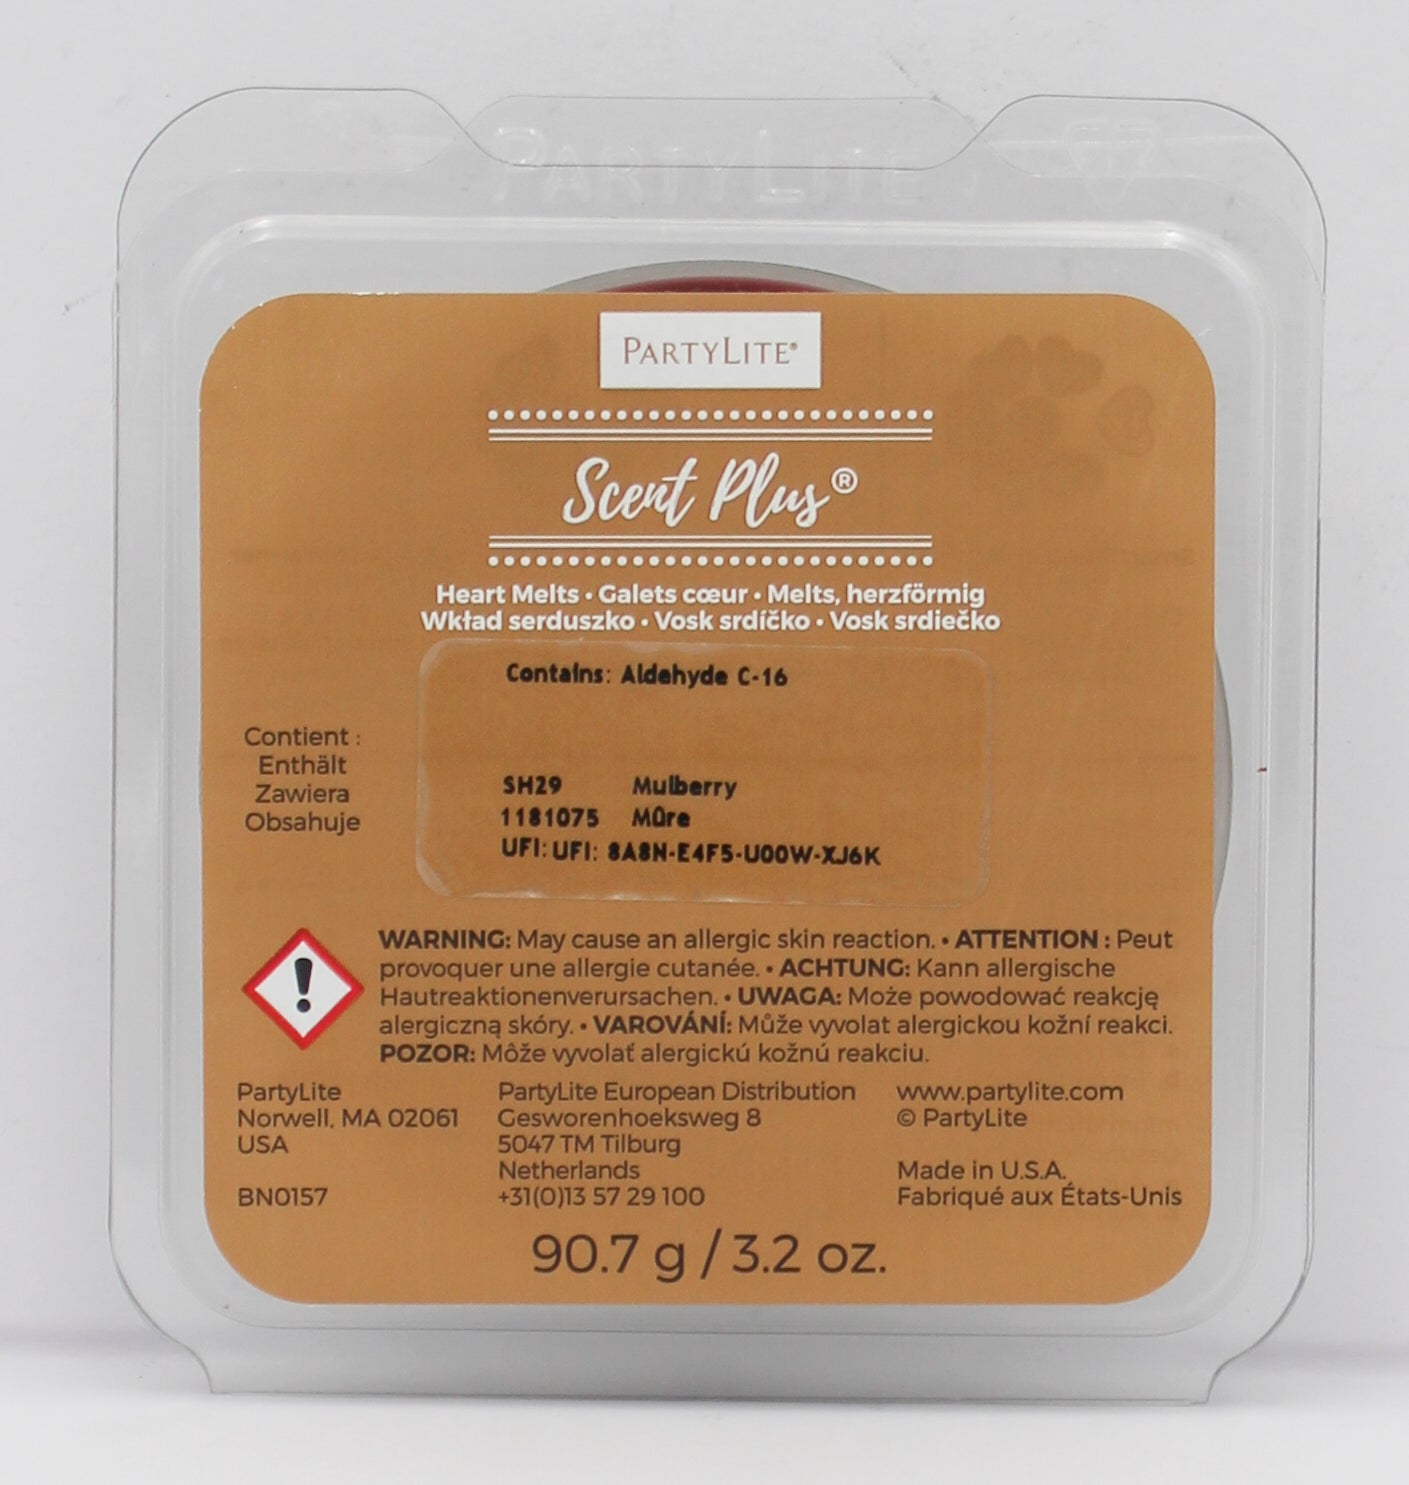 PARTYLITE
PARTYLITE®
Scent Plus®
Heart Melts • Galets cœur • Melts, herzförmig
Wkład serduszko • Vosk srdíčko • Vosk srdiečko
Contains: Aldehyde C-16
Contient :
Enthält
Zawiera
Obsahuje
SH29 Mulberry
1181075 Mûre
UFI: UFI: 8A8N-E4F5-U00W-XJ6K
WARNING: May cause an allergic skin reaction. • ATTENTION : Peut
provoquer une allergie cutanée. • ACHTUNG: Kann allergische
Hautreaktionenverursachen. • UWAGA: Może powodować reakcję
alergiczną skóry. • VAROVÁNÍ: Může vyvolat alergickou kožní reakci.
POZOR: Môže vyvolať alergickú kožnú reakciu.
PartyLite
Norwell, MA 02061
USA
BN0157
PartyLite European Distribution
Gesworenhoeksweg 8
5047 TM Tilburg
Netherlands
+31(0)13 57 29 100
www.partylite.com
© PartyLite
Made in U.S.A.
Fabriqué aux États-Unis
90.7 g / 3.2 oz.